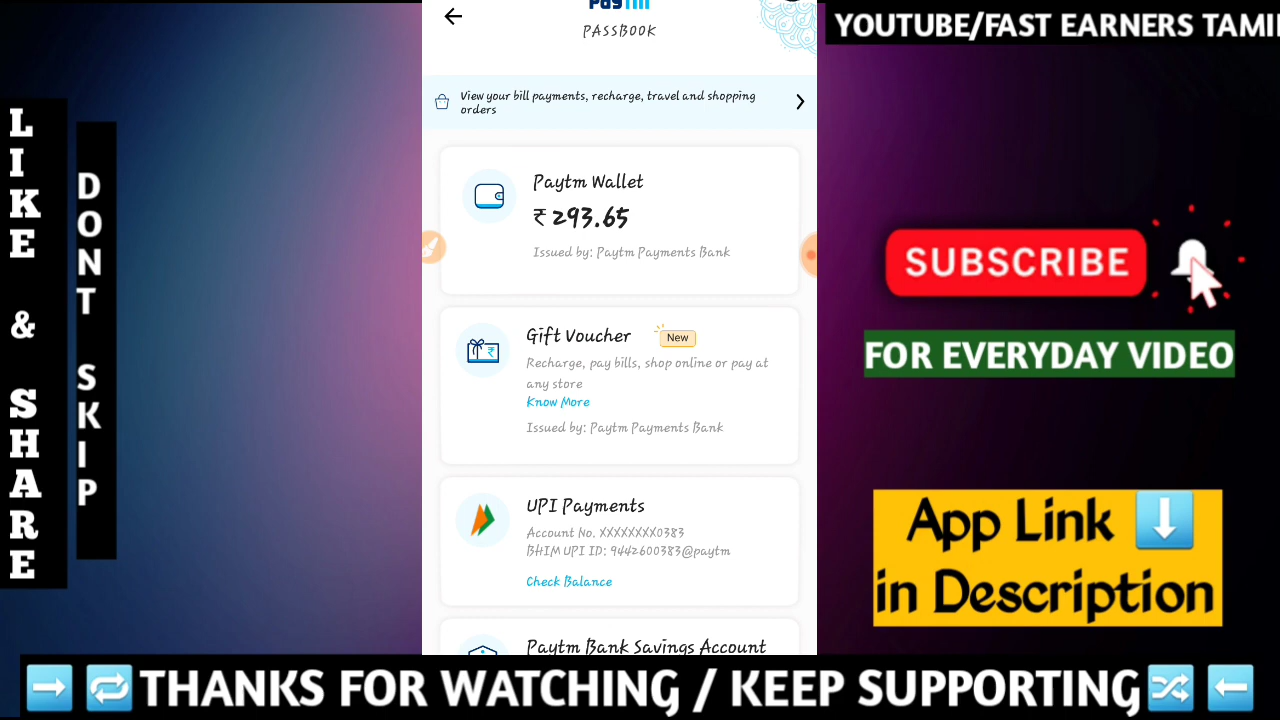 Paytm
PASSBOOK
YOUTUBE/FAST EARNERS TAMI
View your bill payments, recharge, travel and shopping
orders
LIKE & SHARE
DONT SKIP
Paytm Wallet
₹ 293.65
Issued by: Paytm Payments Bank
Gift Voucher New
Recharge, pay bills, shop online or pay at
any store
Know More
Issued by: Paytm Payments Bank
UPI Payments
Account No. XXXXXXXX0383
BHIM UPI ID: 9442600383@paytm
Check Balance
Paytm Bank Savings Account
SUBSCRIBE
FOR EVERYDAY VIDEO
App Link ⬇️
in Description
➡️ 🔁 THANKS FOR WATCHING / KEEP SUPPORTING 🔀 ⬅️